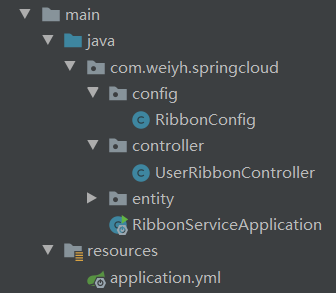 main
java
com.weiyh.springcloud
config
RibbonConfig
controller
UserRibbonController
entity
RibbonServiceApplication
resources
application.yml